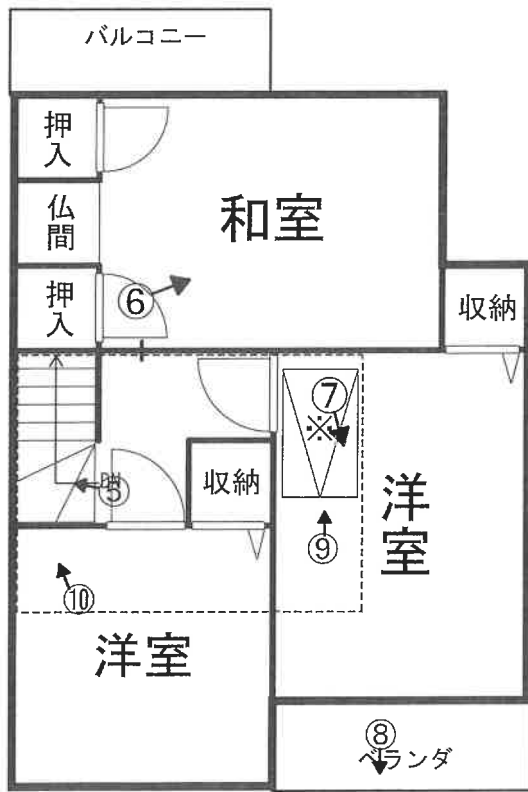 バルコニー
押入
仏間
和室
押入
⑥
収納
⑦
※
DN
⑤
収納
洋室
⑨
⑩
洋室
⑧
ベランダ